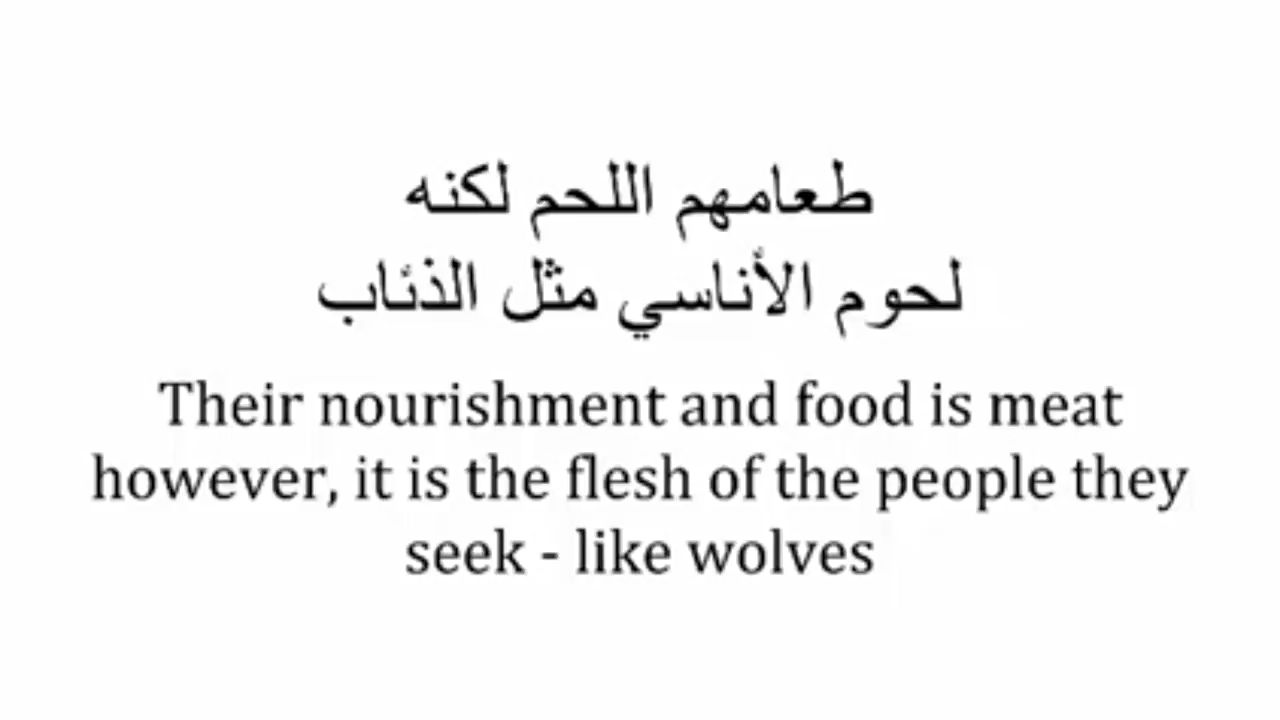 طعامهم اللحم لكنه
لحوم الأناسي مثل الذئاب
Their nourishment and food is meat
however, it is the flesh of the people they
seek - like wolves